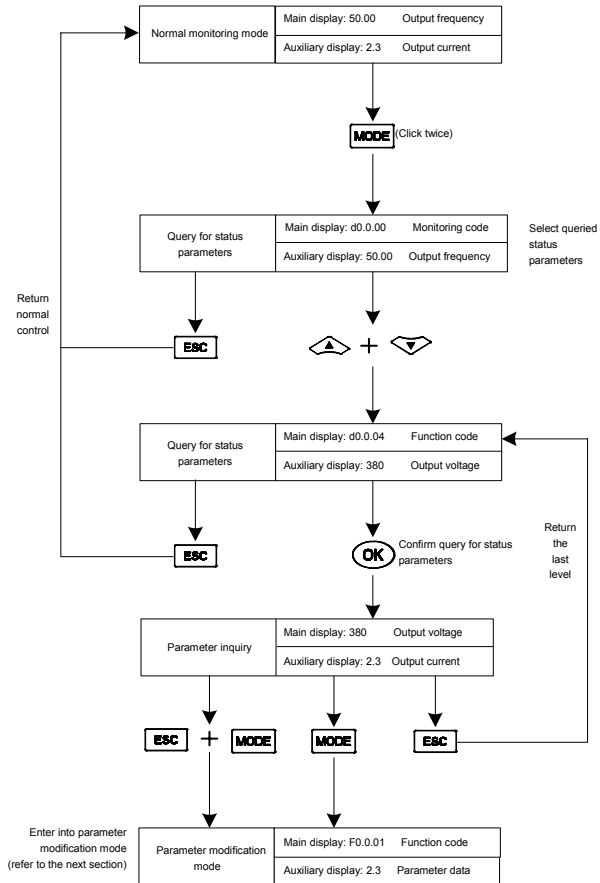 Normal monitoring mode
Main display: 50.00 Output frequency
Auxiliary display: 2.3 Output current
MODE (Click twice)
Query for status
parameters
Main display: d0.0.00 Monitoring code
Auxiliary display: 50.00 Output frequency
Select queried
status
parameters
Return
normal
control
ESC
+
Query for status
parameters
Main display: d0.0.04 Function code
Auxiliary display: 380 Output voltage
ESC
OK
Confirm query for status
parameters
Return
the
last
level
Parameter inquiry
Main display: 380 Output voltage
Auxiliary display: 2.3 Output current
ESC + MODE
MODE
ESC
Enter into parameter
modification mode
(refer to the next section)
Parameter modification
mode
Main display: F0.0.01 Function code
Auxiliary display: 2.3 Parameter data